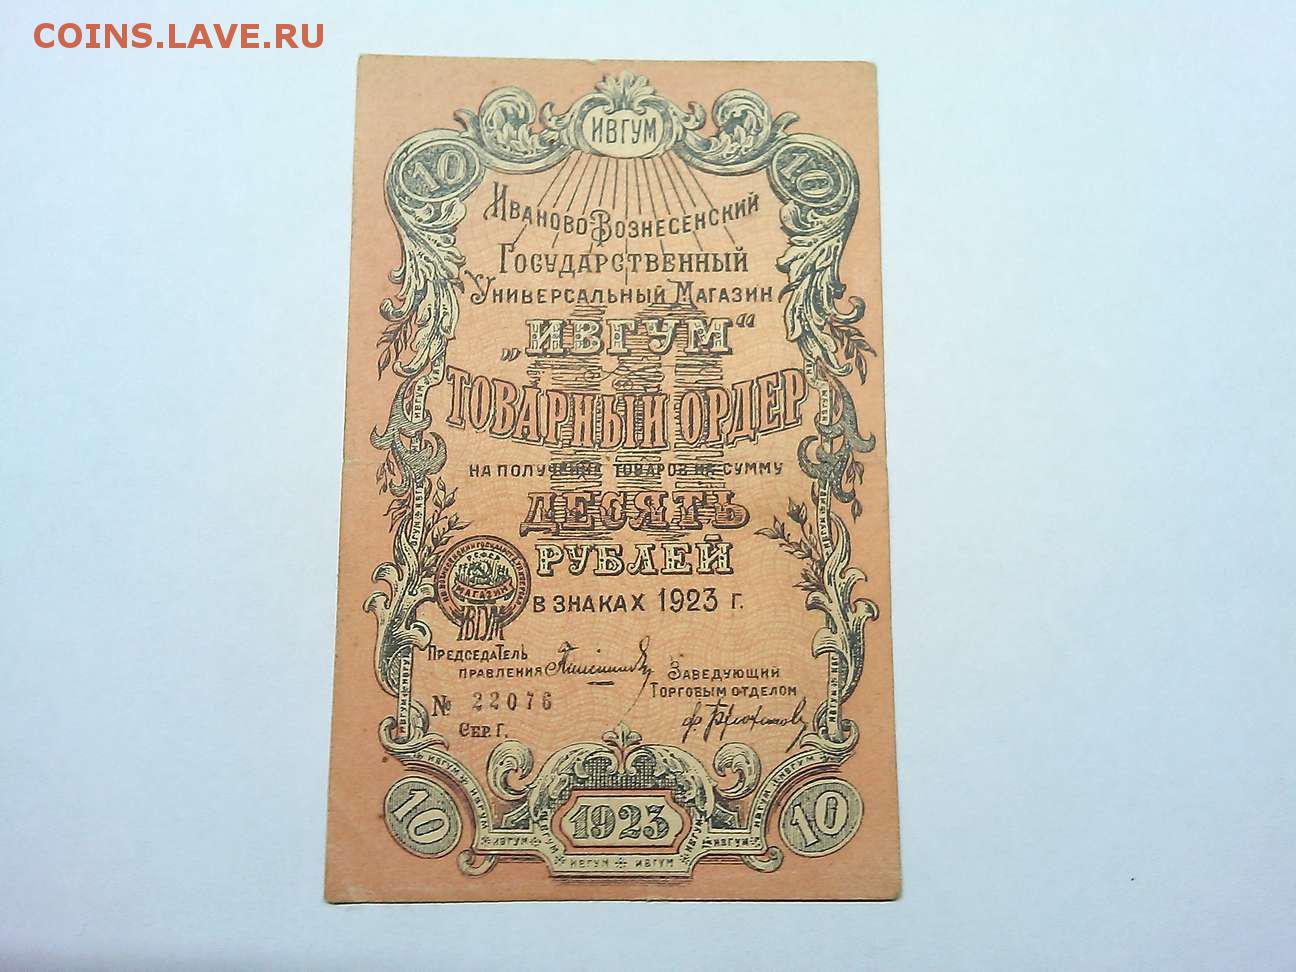 COINS.LAVE.RU
ИВГУМ
10 10
Иваново-Вознесенский
Государственный
Универсальный Магазин
„ИВГУМ“
ТОВАРНЫЙ ОРДЕР
НА ПОЛУЧЕНИЕ ТОВАРОВ НА СУММУ
ДЕСЯТЬ
РУБЛЕЙ
В ЗНАКАХ 1923 Г.
Р.С.Ф.С.Р.
МАГАЗИН
ИВГУМ
Председатель
правления
Заведующий
Торговым отделом
№ 22076
Сер. Г.
10 1923 10
ИВГУМ ИВГУМ ИВГУМ ИВГУМ